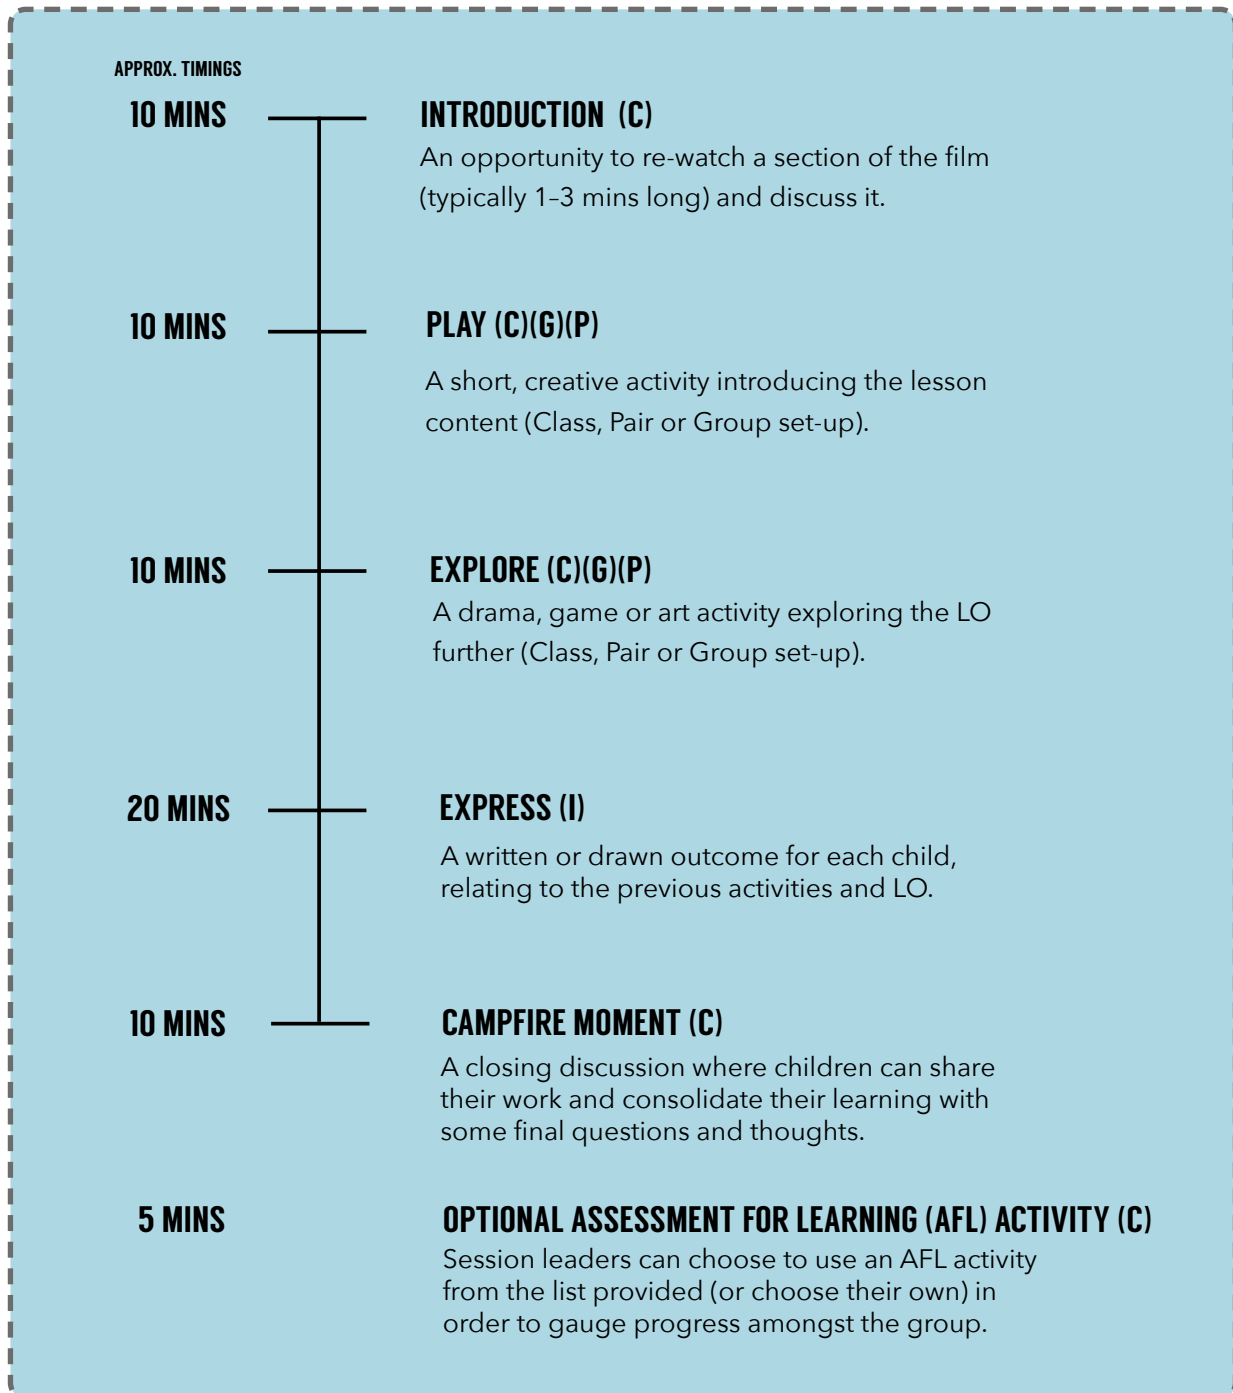 APPROX. TIMINGS
10 MINS
INTRODUCTION (C)
An opportunity to re-watch a section of the film
(typically 1–3 mins long) and discuss it.
10 MINS
PLAY (C)(G)(P)
A short, creative activity introducing the lesson
content (Class, Pair or Group set-up).
10 MINS
EXPLORE (C)(G)(P)
A drama, game or art activity exploring the LO
further (Class, Pair or Group set-up).
20 MINS
EXPRESS (I)
A written or drawn outcome for each child,
relating to the previous activities and LO.
10 MINS
CAMPFIRE MOMENT (C)
A closing discussion where children can share
their work and consolidate their learning with
some final questions and thoughts.
5 MINS
OPTIONAL ASSESSMENT FOR LEARNING (AFL) ACTIVITY (C)
Session leaders can choose to use an AFL activity
from the list provided (or choose their own) in
order to gauge progress amongst the group.